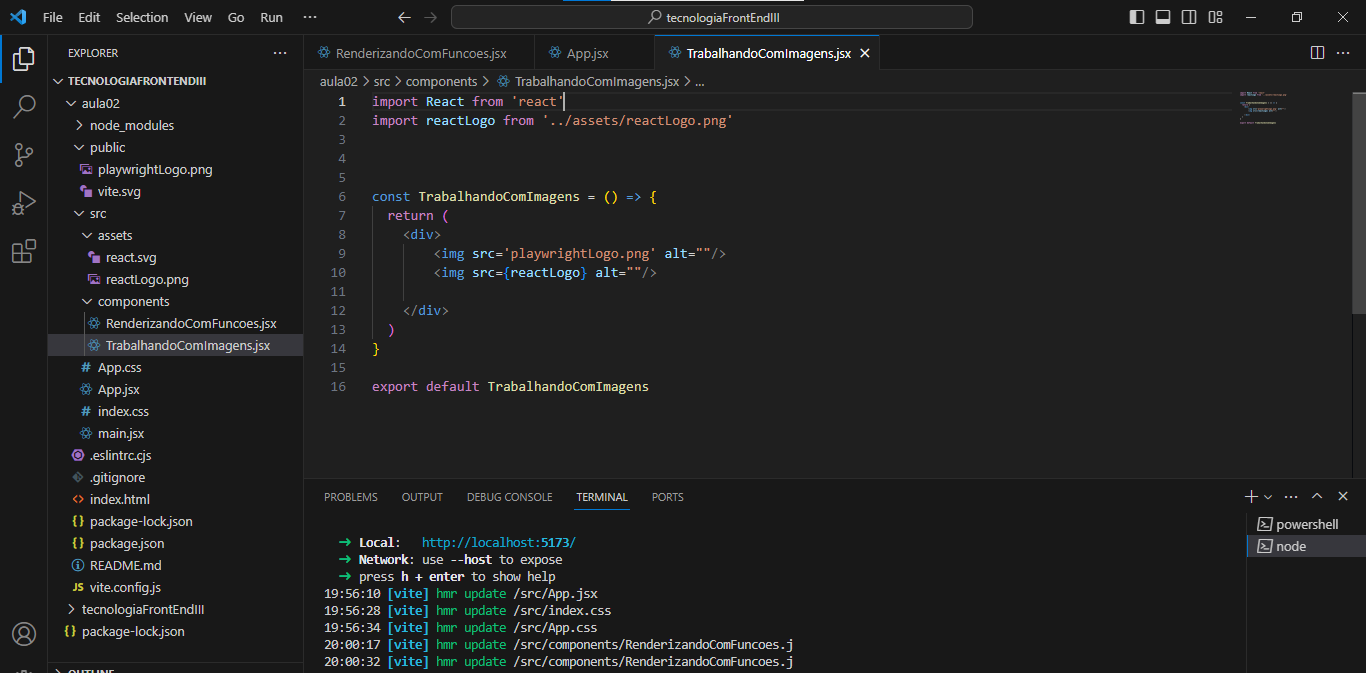 File Edit Selection View Go Run ··· tecnologiaFrontEndIII
EXPLORER ···
TECNOLOGIAFRONTENDIII
aula02
node_modules
public
playwrightLogo.png
vite.svg
src
assets
react.svg
reactLogo.png
components
RenderizandoComFuncoes.jsx
TrabalhandoComImagens.jsx
# App.css
App.jsx
# index.css
main.jsx
.eslintrc.cjs
.gitignore
<> index.html
{} package-lock.json
{} package.json
README.md
JS vite.config.js
tecnologiaFrontEndIII
{} package-lock.json
OUTLINE
RenderizandoComFuncoes.jsx App.jsx TrabalhandoComImagens.jsx
aula02 > src > components > TrabalhandoComImagens.jsx > ...
1 import React from 'react'
2 import reactLogo from '../assets/reactLogo.png'
3
4
5
6 const TrabalhandoComImagens = () => {
7 return (
8 <div>
9 <img src='playwrightLogo.png' alt=""/>
10 <img src={reactLogo} alt=""/>
11
12 </div>
13 )
14 }
15
16 export default TrabalhandoComImagens
PROBLEMS OUTPUT DEBUG CONSOLE TERMINAL PORTS
➜ Local: http://localhost:5173/
➜ Network: use --host to expose
➜ press h + enter to show help
19:56:10 [vite] hmr update /src/App.jsx
19:56:28 [vite] hmr update /src/index.css
19:56:34 [vite] hmr update /src/App.css
20:00:17 [vite] hmr update /src/components/RenderizandoComFuncoes.j
20:00:32 [vite] hmr update /src/components/RenderizandoComFuncoes.j
powershell
node